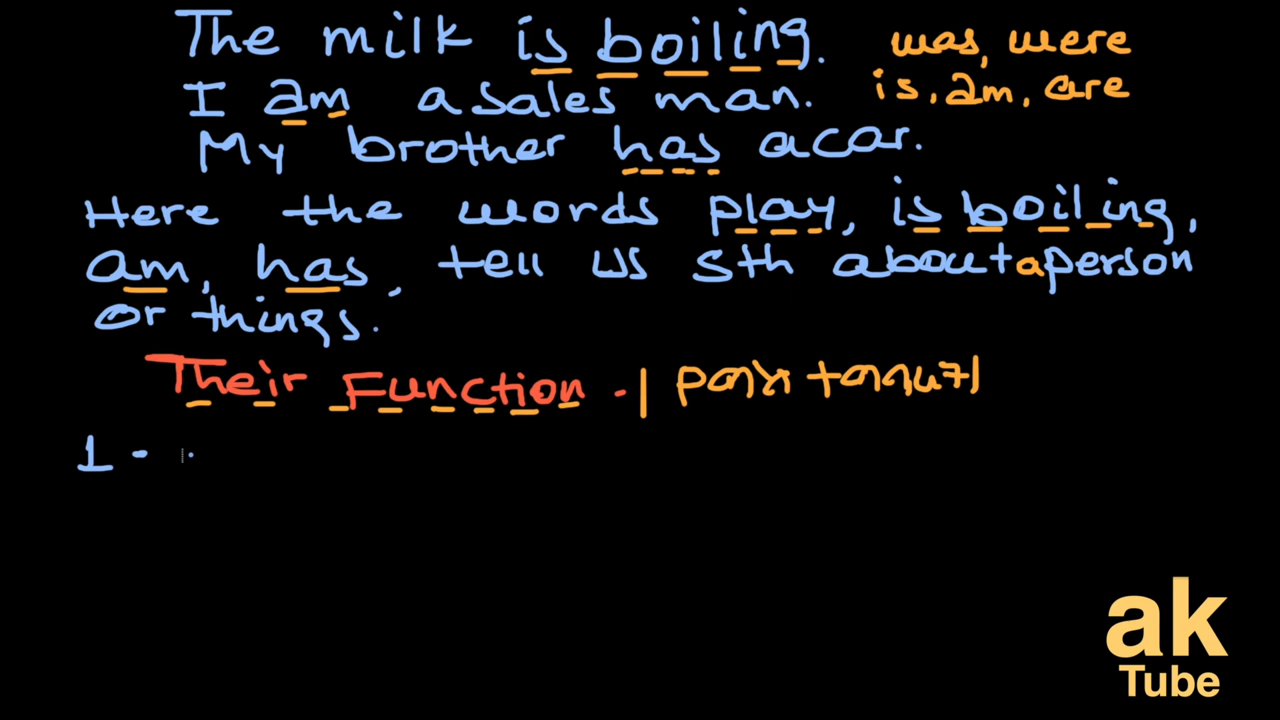 The milk is boiling. was, were
I am a sales man. is, am, are
My brother has a car.
Here the words play, is boiling,
am, has, tell us sth about a person
or things.
Their Function - |
1 -
ak
Tube